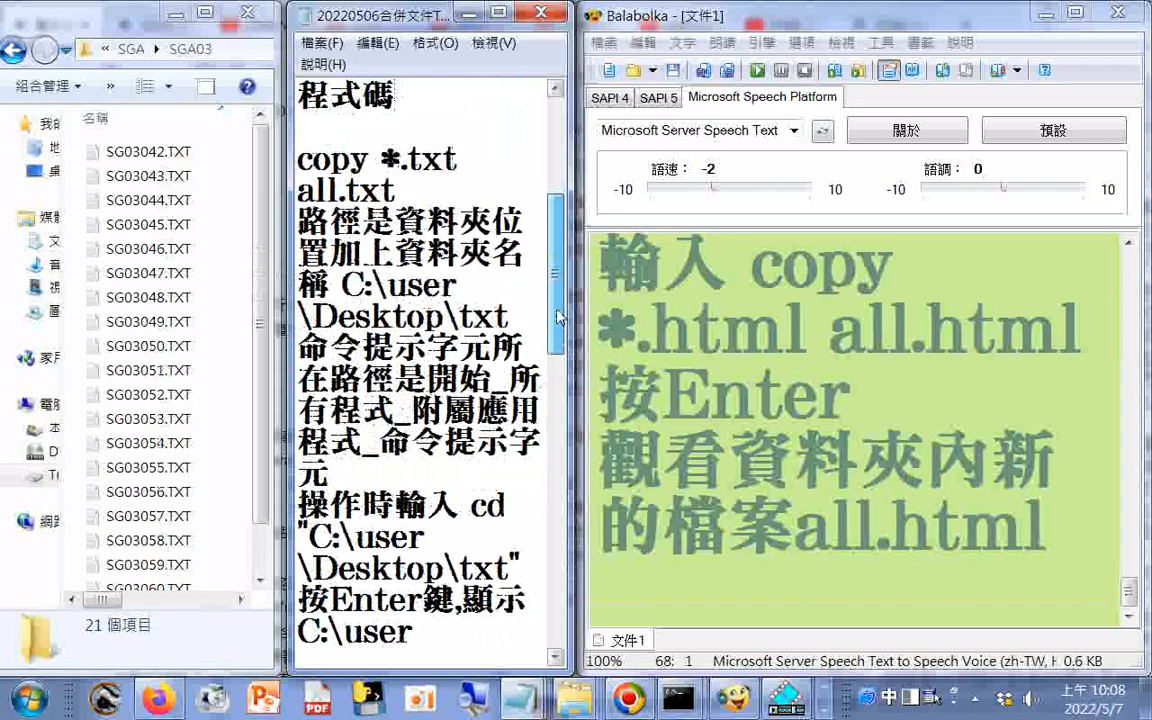 SGA
SGA03
組合管理
»
名稱
SG03042.TXT
SG03043.TXT
SG03044.TXT
SG03045.TXT
SG03046.TXT
SG03047.TXT
SG03048.TXT
SG03049.TXT
SG03050.TXT
SG03051.TXT
SG03052.TXT
SG03053.TXT
SG03054.TXT
SG03055.TXT
SG03056.TXT
SG03057.TXT
SG03058.TXT
SG03059.TXT
SG03060.TXT
21 個項目
20220506合併文件T...
檔案(F) 編輯(E) 格式(O) 檢視(V)
說明(H)
程式碼
copy *.txt
all.txt
路徑是資料夾位
置加上資料夾名
稱 C:\user
\Desktop\txt
命令提示字元所
在路徑是開始_所
有程式_附屬應用
程式_命令提示字
元
操作時輸入 cd
"C:\user
\Desktop\txt"
按Enter鍵,顯示
C:\user
Balabolka - [文件1]
檔案 編輯 文字 朗讀 引擎 選項 檢視 工具 書籤 說明
SAPI 4 SAPI 5 Microsoft Speech Platform
Microsoft Server Speech Text
關於
預設
語速： -2
語調： 0
-10 10 -10 10
輸入 copy
*.html all.html
按Enter
觀看資料夾內新
的檔案all.html
文件1
100% 68: 1 Microsoft Server Speech Text to Speech Voice (zh-TW, 0.6 KB
中
上午 10:08
2022/5/7